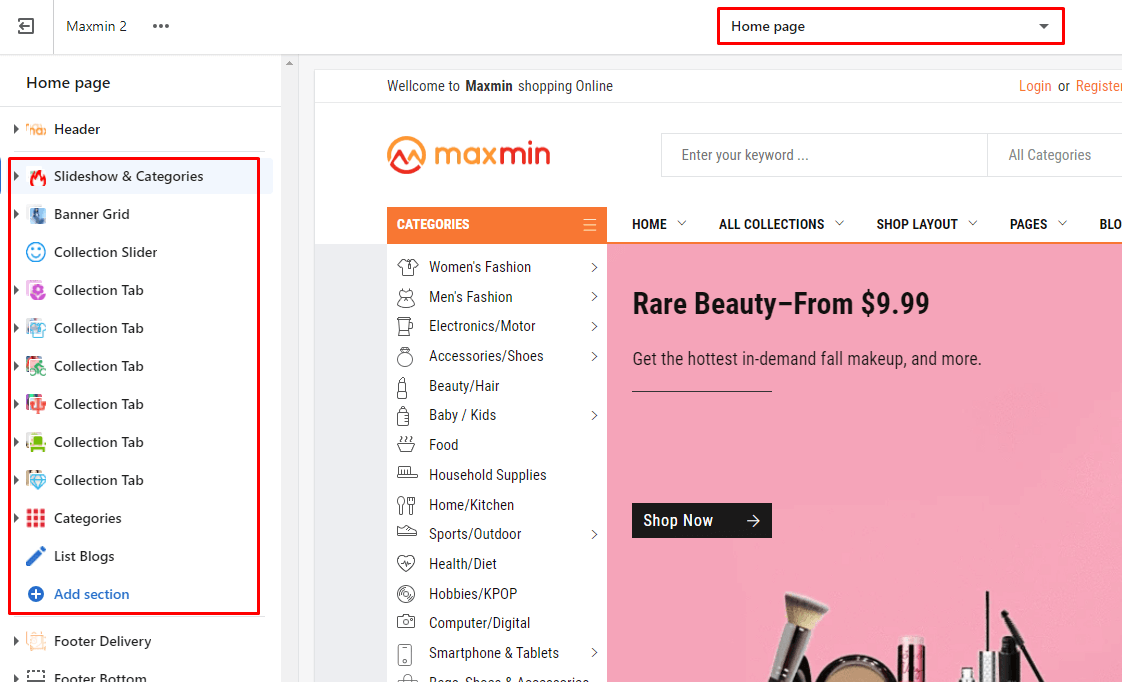 Maxmin 2 •••
Home page
Home page
Header
Slideshow & Categories
Banner Grid
Collection Slider
Collection Tab
Collection Tab
Collection Tab
Collection Tab
Collection Tab
Collection Tab
Categories
List Blogs
Add section
Footer Delivery
Footer Bottom
Wellcome to Maxmin shopping Online
Login or Register
maxmin
Enter your keyword ...
All Categories
CATEGORIES
HOME
ALL COLLECTIONS
SHOP LAYOUT
PAGES
BLO
Women's Fashion
Men's Fashion
Electronics/Motor
Accessories/Shoes
Beauty/Hair
Baby / Kids
Food
Household Supplies
Home/Kitchen
Sports/Outdoor
Health/Diet
Hobbies/KPOP
Computer/Digital
Smartphone & Tablets
Bags, Shoes & Accessories
Rare Beauty–From $9.99
Get the hottest in-demand fall makeup, and more.
Shop Now